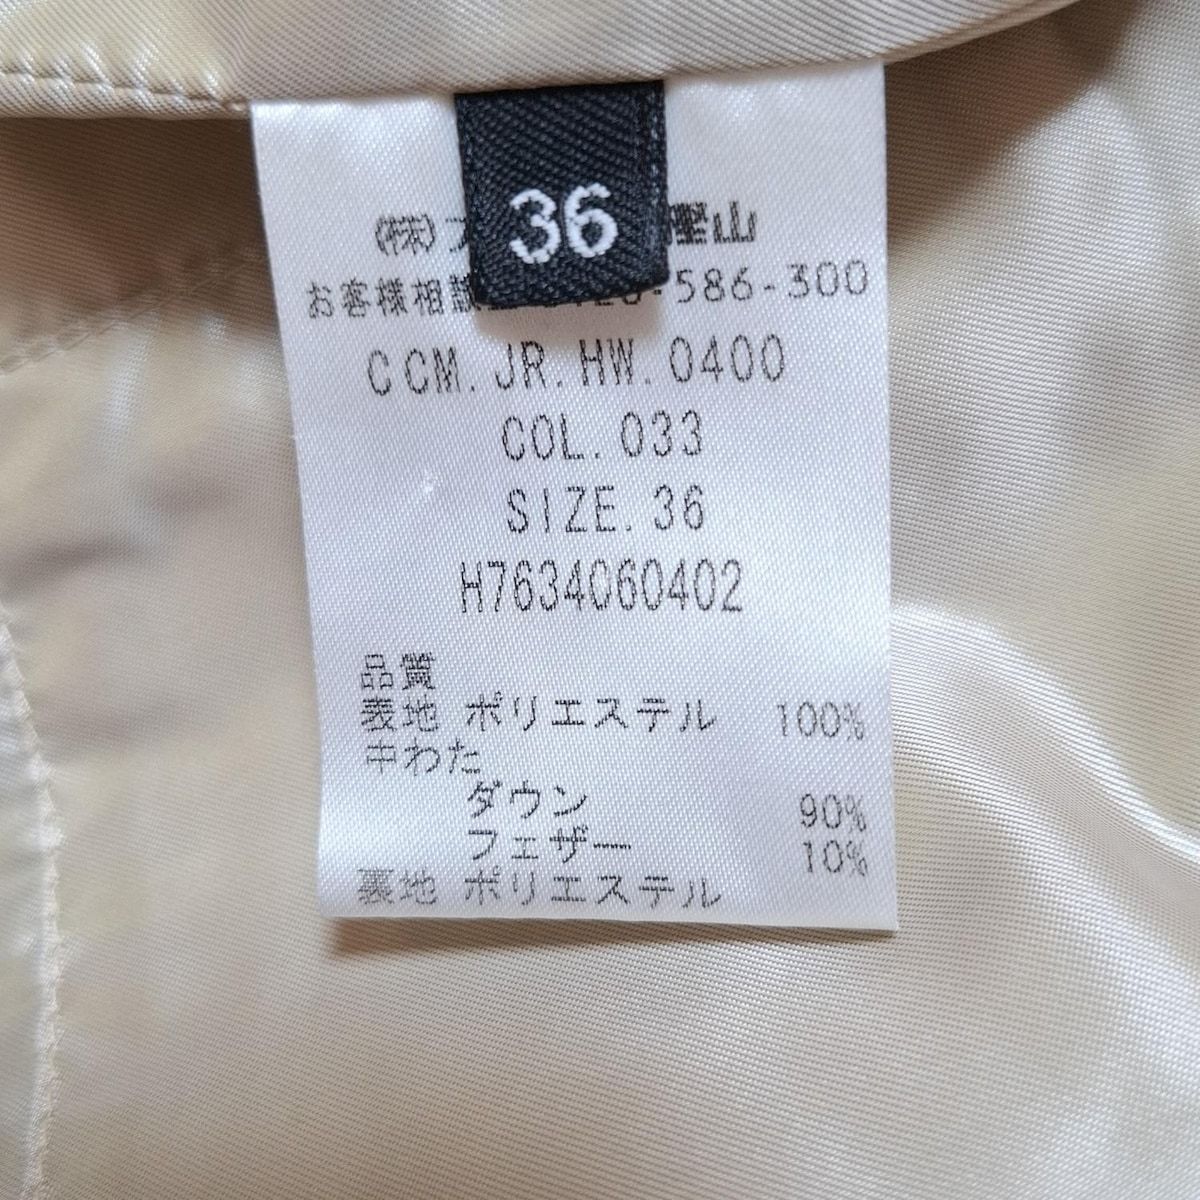 36
(株) 山
お客様相談 586-300
CCM.JR.HW.0400
COL.033
SIZE.36
H7634060402
品質
表地 ポリエステル 100%
中わた
ダウン 90%
フェザー 10%
裏地 ポリエステル